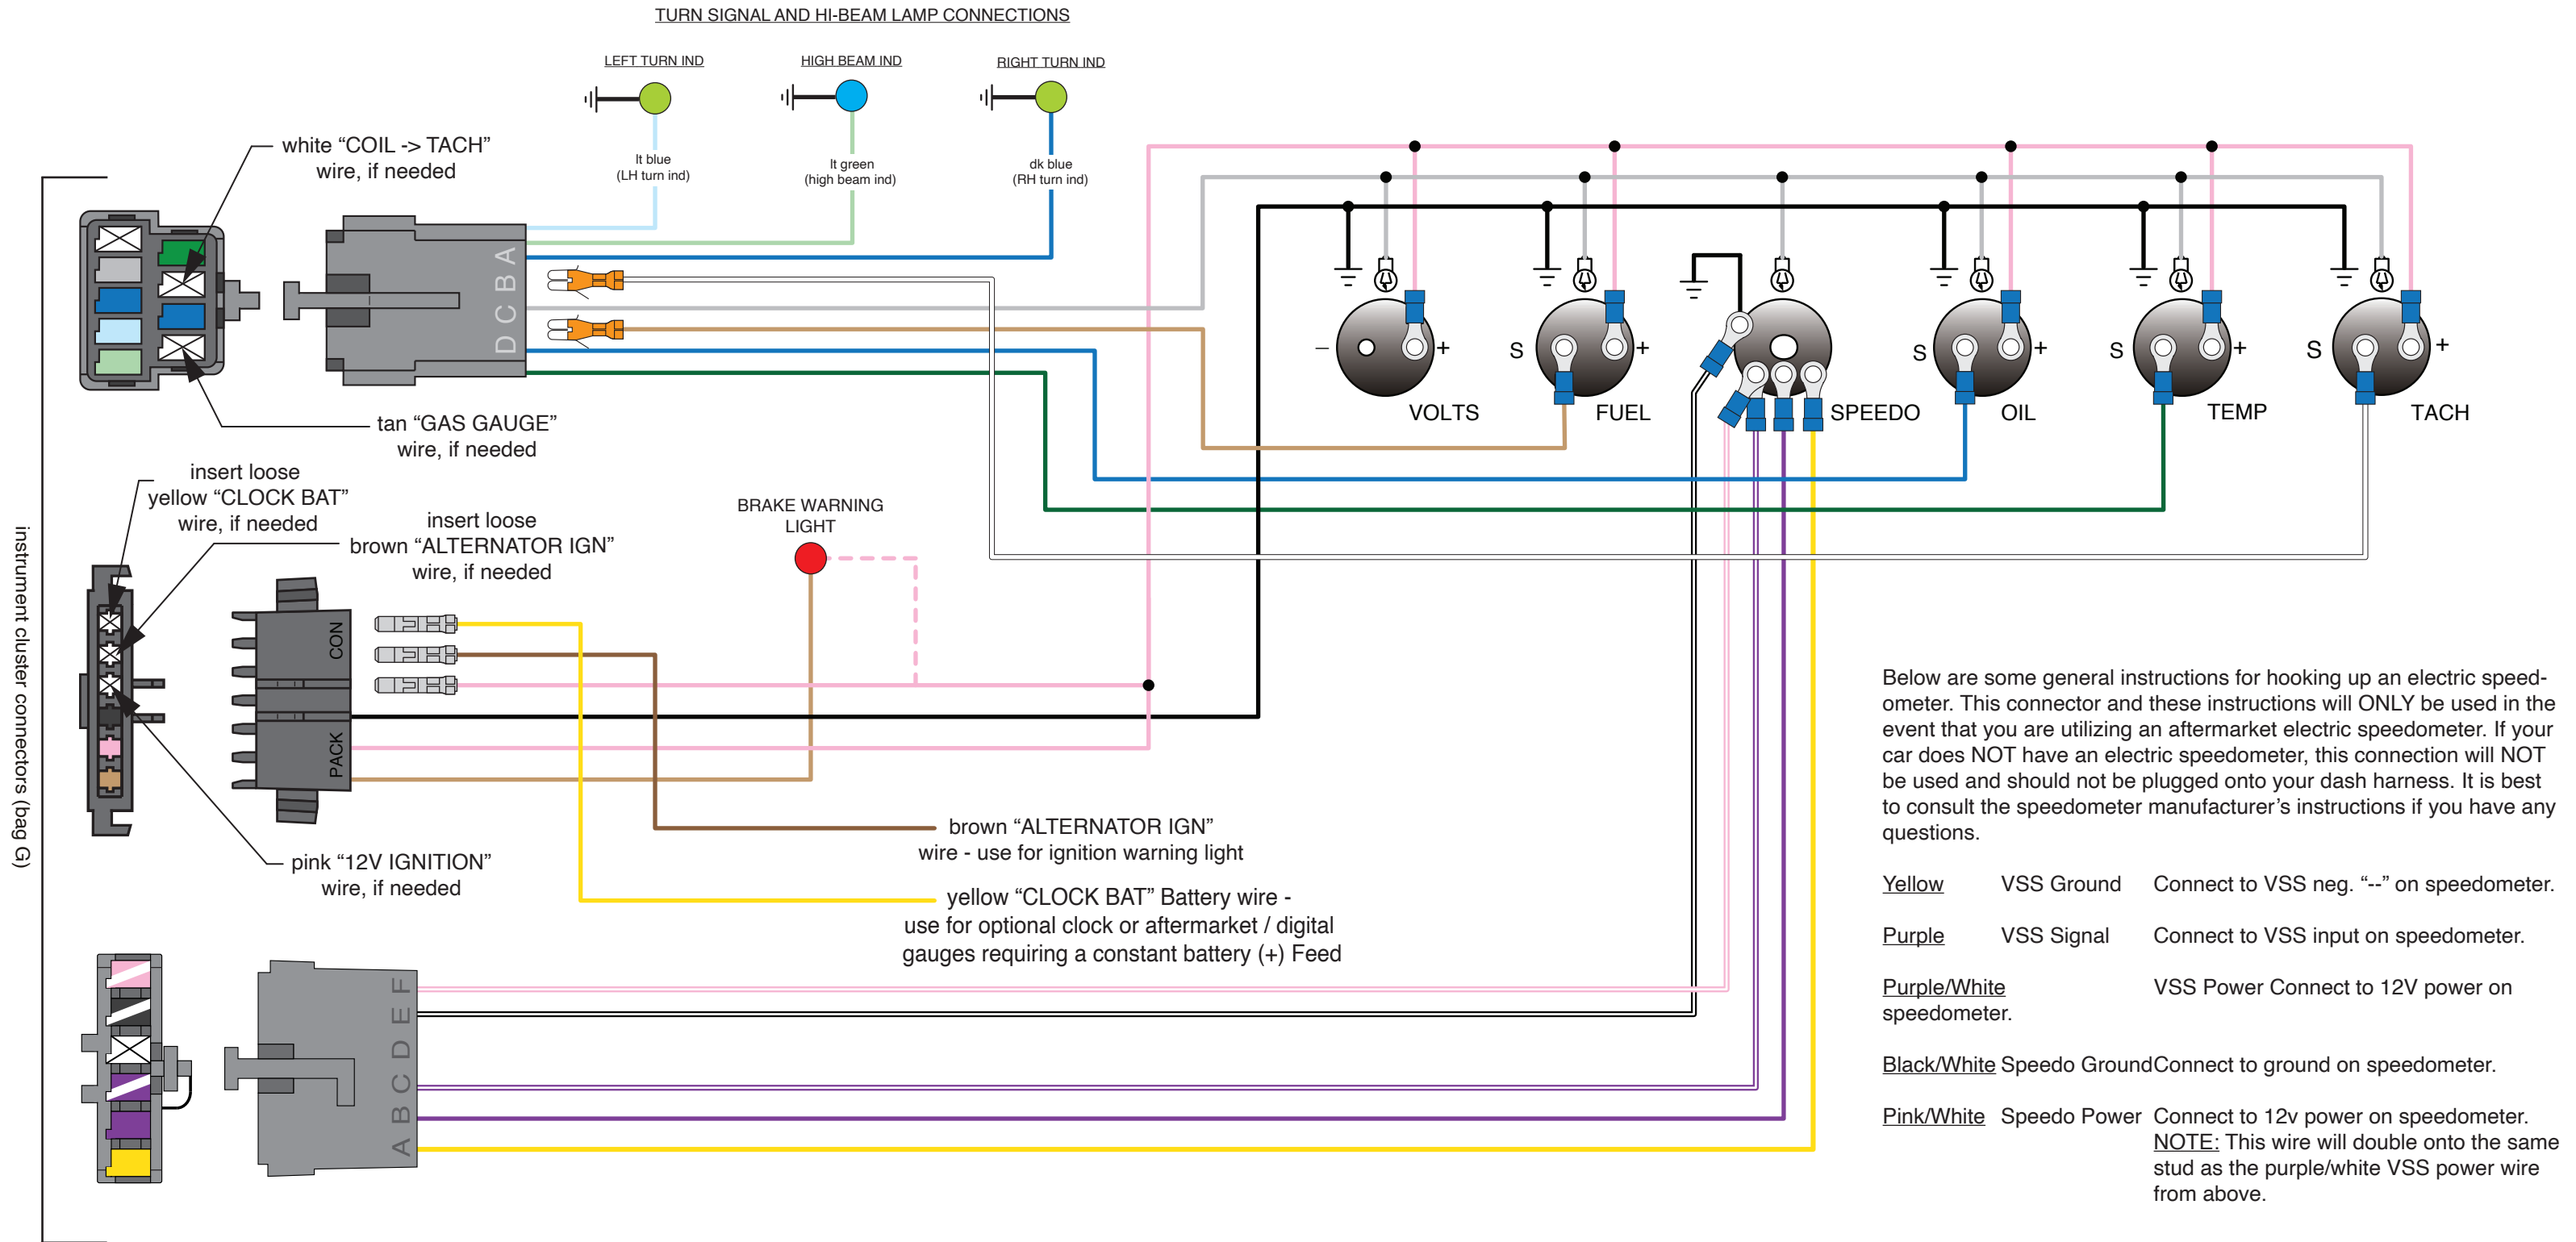 TURN SIGNAL AND HI-BEAM LAMP CONNECTIONS
LEFT TURN IND
HIGH BEAM IND
RIGHT TURN IND
lt blue
(LH turn ind)
lt green
(high beam ind)
dk blue
(RH turn ind)
white “COIL -> TACH”
wire, if needed
A
B
C
D
tan “GAS GAUGE”
wire, if needed
– +
VOLTS
S +
FUEL
SPEEDO
S +
OIL
S +
TEMP
S +
TACH
insert loose
yellow “CLOCK BAT”
wire, if needed
insert loose
brown “ALTERNATOR IGN”
wire, if needed
BRAKE WARNING
LIGHT
CON
PACK
pink “12V IGNITION”
wire, if needed
brown “ALTERNATOR IGN”
wire - use for ignition warning light
yellow “CLOCK BAT” Battery wire -
use for optional clock or aftermarket / digital
gauges requiring a constant battery (+) Feed
instrument cluster connectors (bag G)
F
E
D
C
B
A
Below are some general instructions for hooking up an electric speed-
ometer. This connector and these instructions will ONLY be used in the
event that you are utilizing an aftermarket electric speedometer. If your
car does NOT have an electric speedometer, this connection will NOT
be used and should not be plugged onto your dash harness. It is best
to consult the speedometer manufacturer’s instructions if you have any
questions.
Yellow VSS Ground Connect to VSS neg. “--” on speedometer.
Purple VSS Signal Connect to VSS input on speedometer.
Purple/White VSS Power Connect to 12V power on
speedometer.
Black/White Speedo Ground Connect to ground on speedometer.
Pink/White Speedo Power Connect to 12v power on speedometer.
NOTE: This wire will double onto the same
stud as the purple/white VSS power wire
from above.